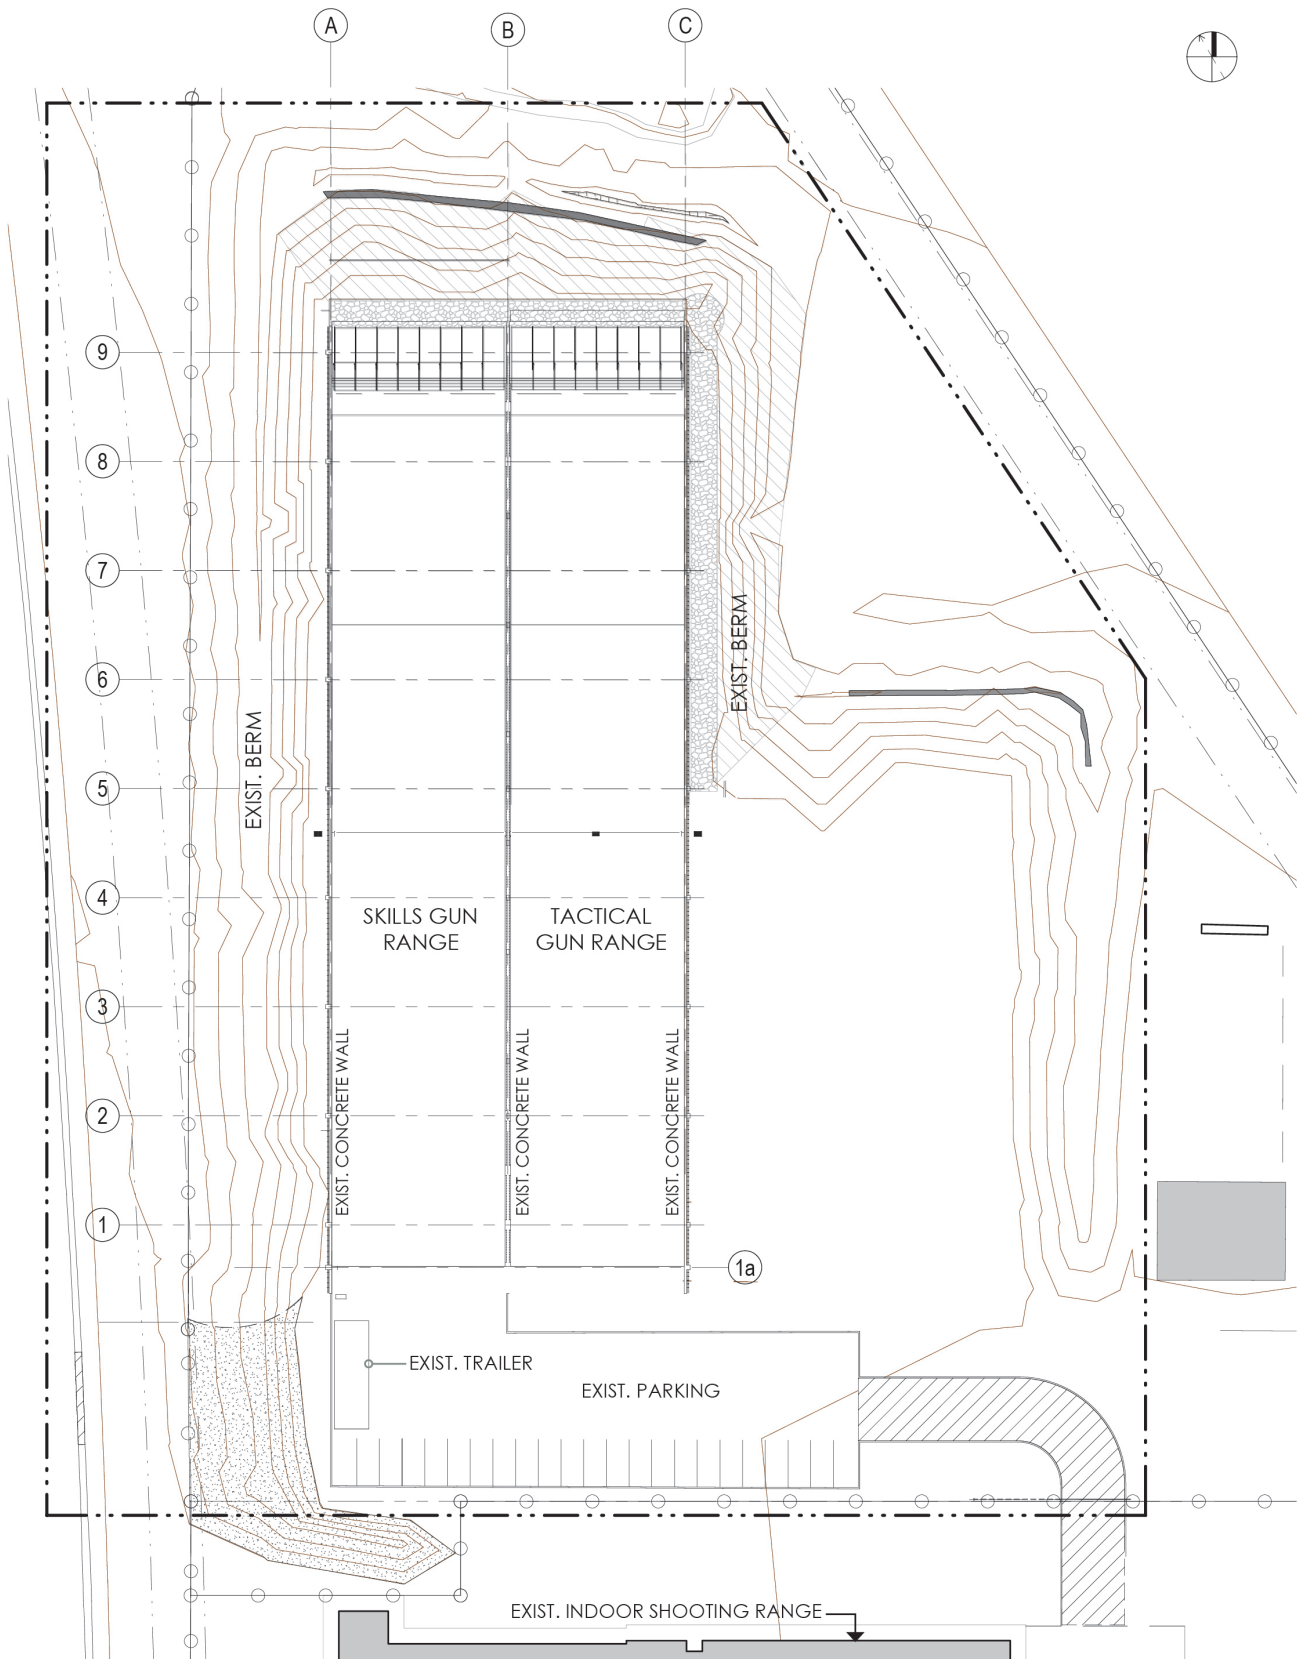 A
B
C
9
8
7
6
5
4
3
2
1
1a
EXIST. BERM
EXIST. BERM
SKILLS GUN
RANGE
TACTICAL
GUN RANGE
EXIST. CONCRETE WALL
EXIST. CONCRETE WALL
EXIST. CONCRETE WALL
EXIST. TRAILER
EXIST. PARKING
EXIST. INDOOR SHOOTING RANGE